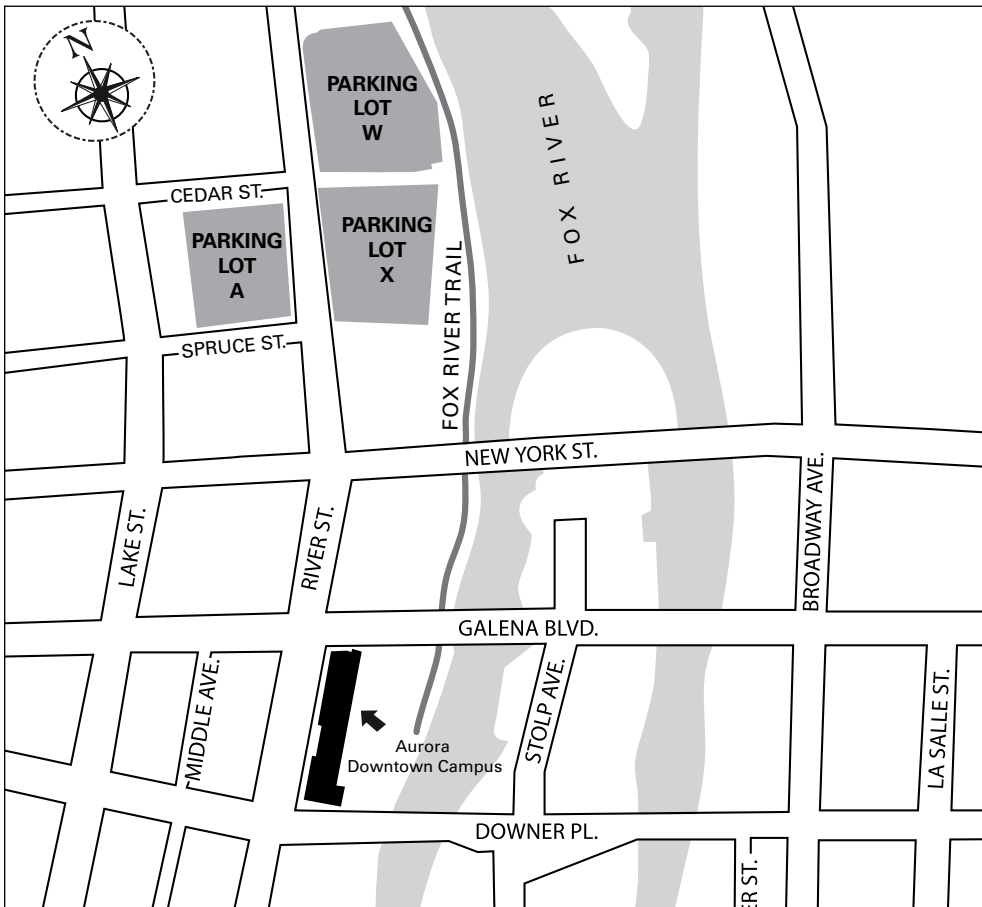 N
PARKING
LOT
W
CEDAR ST.
PARKING
LOT
A
PARKING
LOT
X
FOX RIVER
FOX RIVER TRAIL
SPRUCE ST.
NEW YORK ST.
LAKE ST.
RIVER ST.
BROADWAY AVE.
GALENA BLVD.
MIDDLE AVE.
STOLP AVE.
LA SALLE ST.
Aurora
Downtown Campus
DOWNER PL.
ER ST.